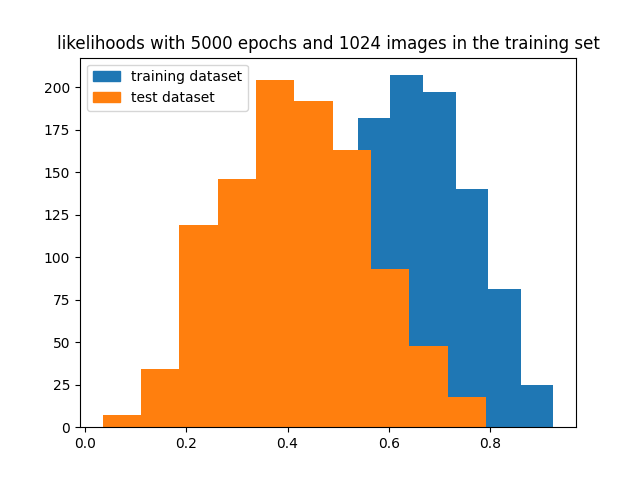 likelihoods with 5000 epochs and 1024 images in the training set
training dataset
test dataset
200
175
150
125
100
75
50
25
0
0.0 0.2 0.4 0.6 0.8